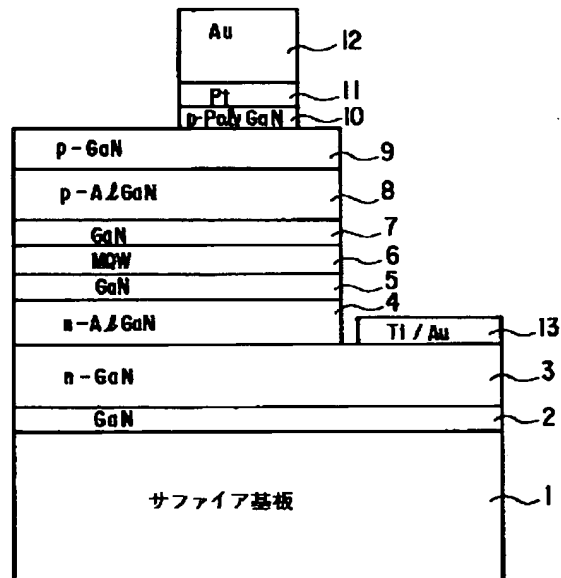 Au
12
Pt
11
p-Poly GaN
10
p-GaN
9
p-AlGaN
8
GaN
7
MQW
6
GaN
5
n-AlGaN
4
Ti/Au
13
n-GaN
3
GaN
2
サファイア基板
1